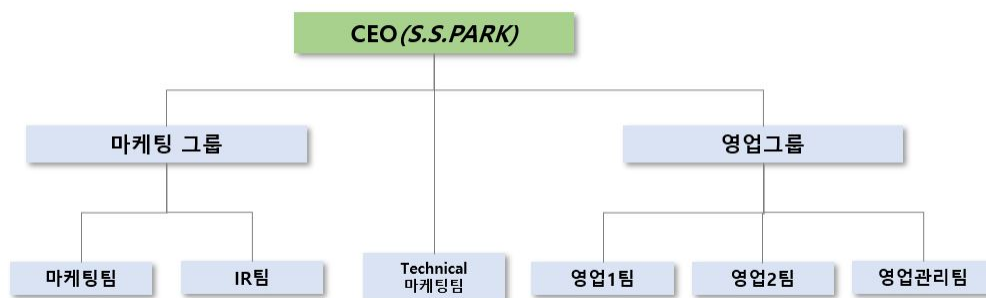 CEO(S.S.PARK)
마케팅 그룹
영업그룹
마케팅팀
IR팀
Technical
마케팅팀
영업1팀
영업2팀
영업관리팀